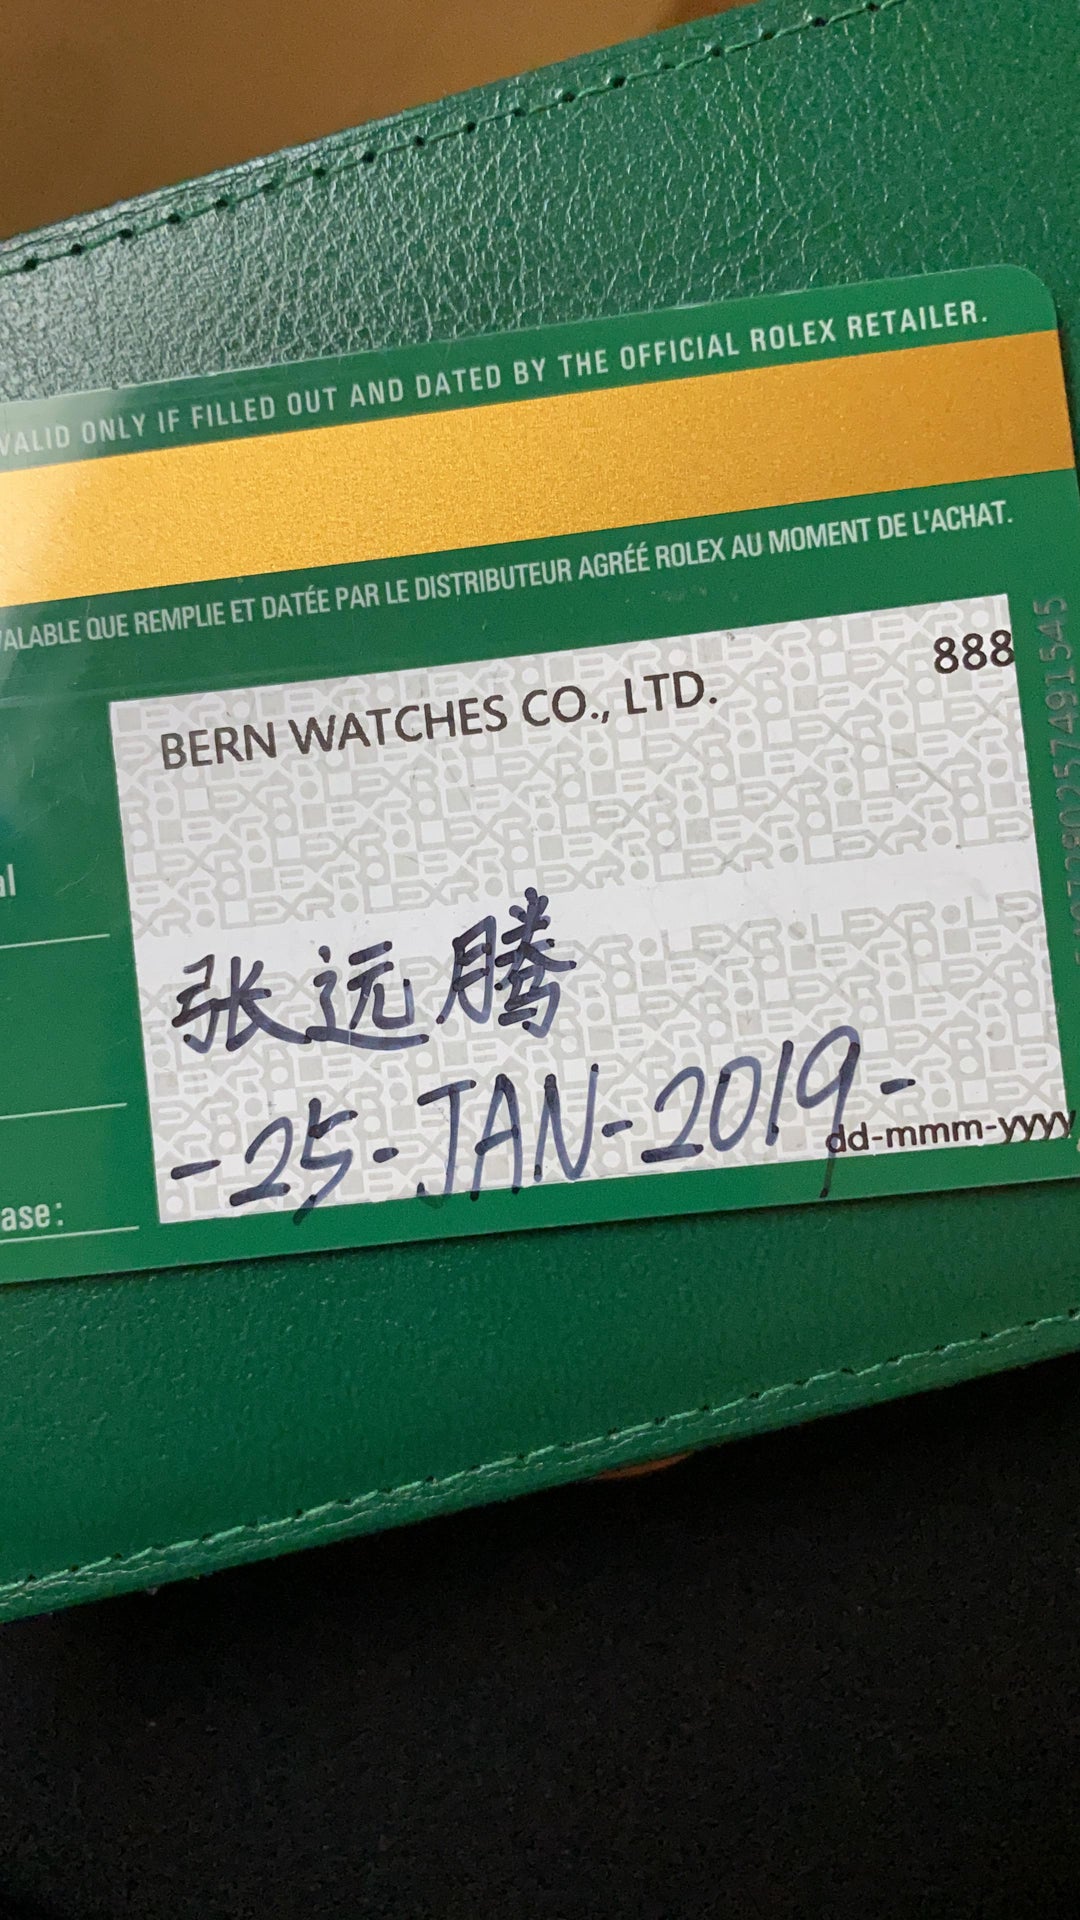 VALID ONLY IF FILLED OUT AND DATED BY THE OFFICIAL ROLEX RETAILER.
VALABLE QUE REMPLIE ET DATÉE PAR LE DISTRIBUTEUR AGRÉÉ ROLEX AU MOMENT DE L'ACHAT.
888
BERN WATCHES CO., LTD.
al
张远腾
-25-JAN-2019-
dd-mmm-yyyy
ase: